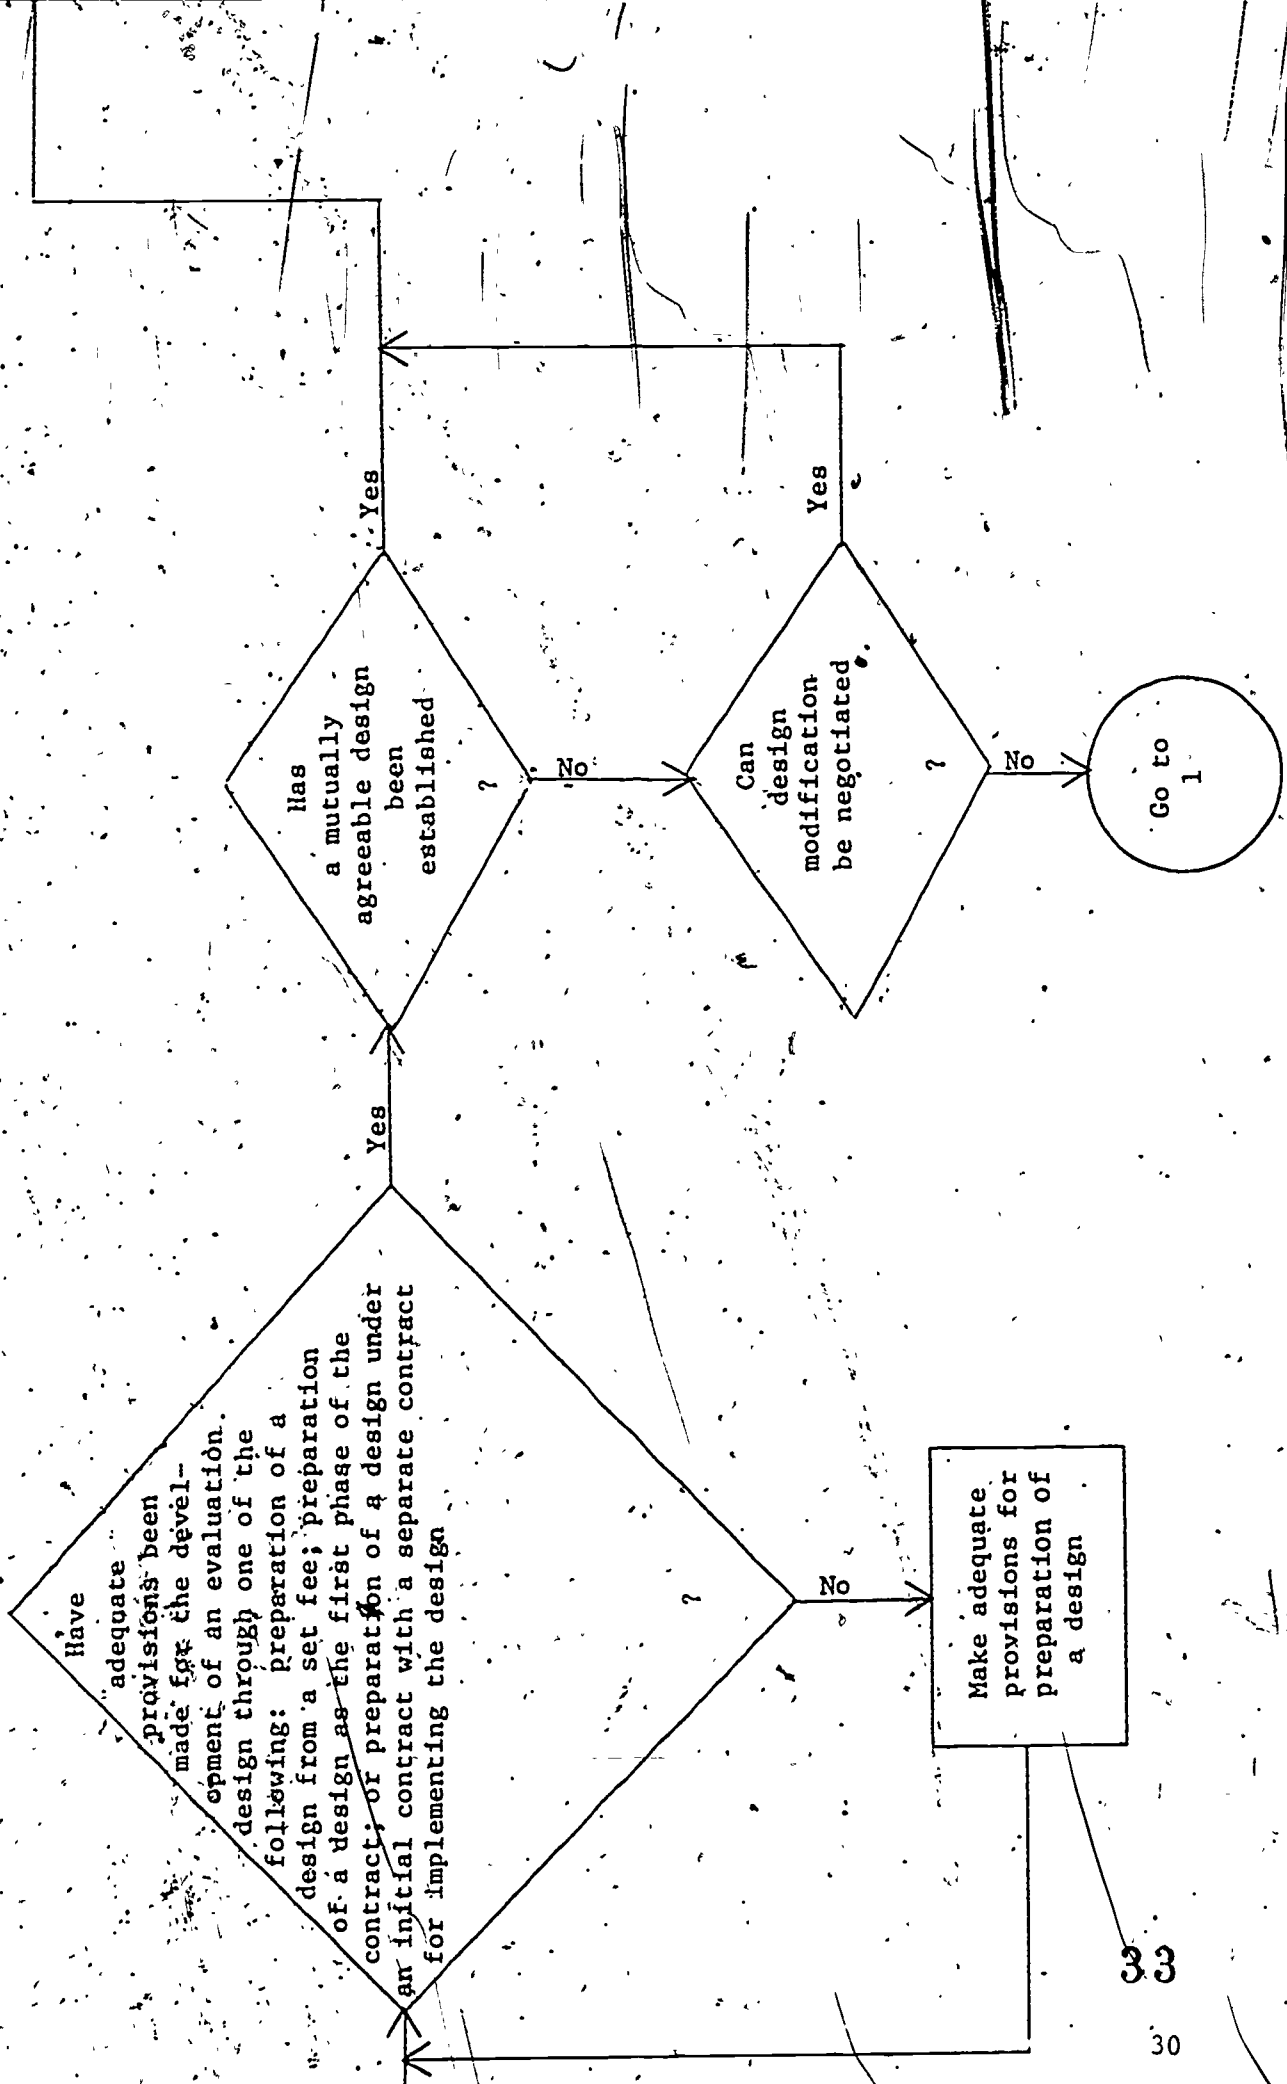 Have
adequate
provisions been
made for the devel-
opment of an evaluation
design through one of the
following: preparation of a
design from a set fee; preparation
of a design as the first phase of the
contract; or preparation of a design under
an initial contract with a separate contract
for implementing the design
?
Yes
No
Make adequate
provisions for
preparation of
a design
Has
a mutually
agreeable design
been
established
?
Yes
No
Can
design
modification
be negotiated
?
Yes
No
Go to
1
33
30